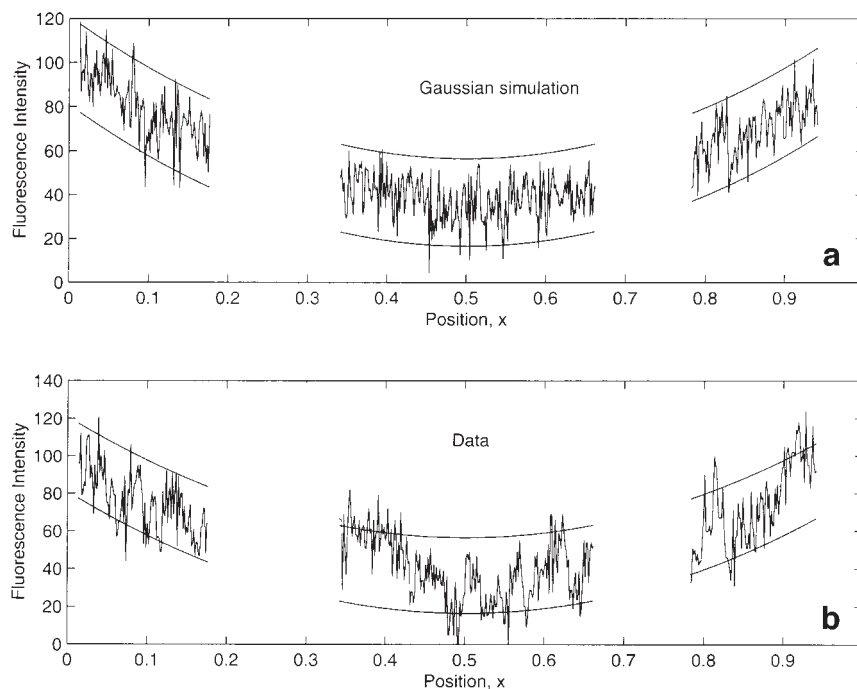 120
100
80
60
40
20
0
Fluorescence Intensity
Gaussian simulation
a
0 0.1 0.2 0.3 0.4 0.5 0.6 0.7 0.8 0.9
Position, x
140
120
100
80
60
40
20
0
Fluorescence Intensity
Data
b
0 0.1 0.2 0.3 0.4 0.5 0.6 0.7 0.8 0.9
Position, x